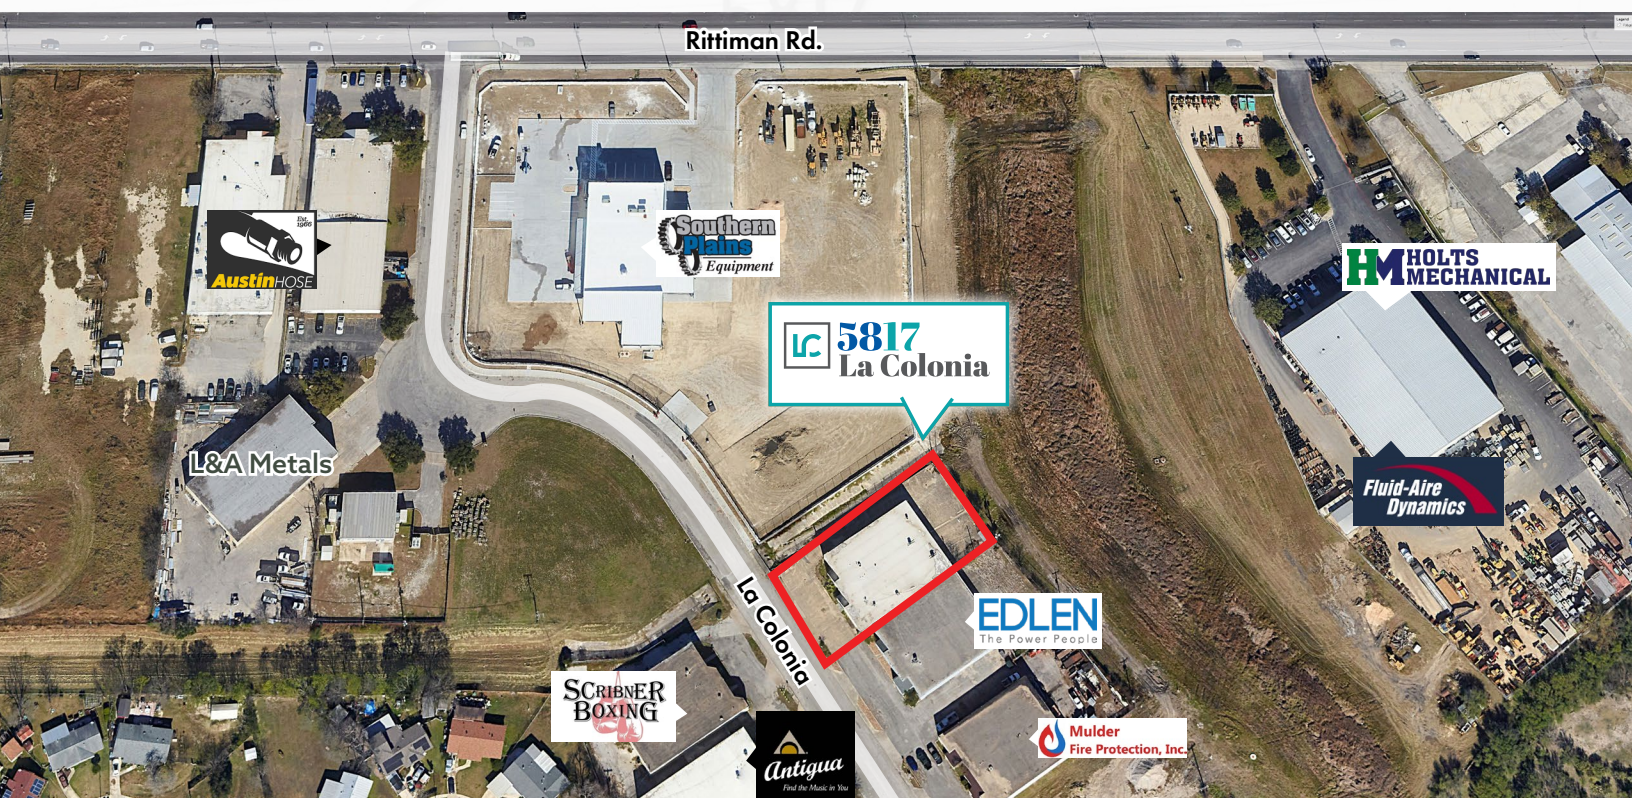 Rittiman Rd.
Est.
1966
AustinHOSE
Southern
Plains
Equipment
HM HOLTS
MECHANICAL
LC 5817
La Colonia
L&A Metals
Fluid-Aire
Dynamics
La Colonia
EDLEN
The Power People
SCRIBNER
BOXING
Antigua
Find the Music in You
Mulder
Fire Protection, Inc.